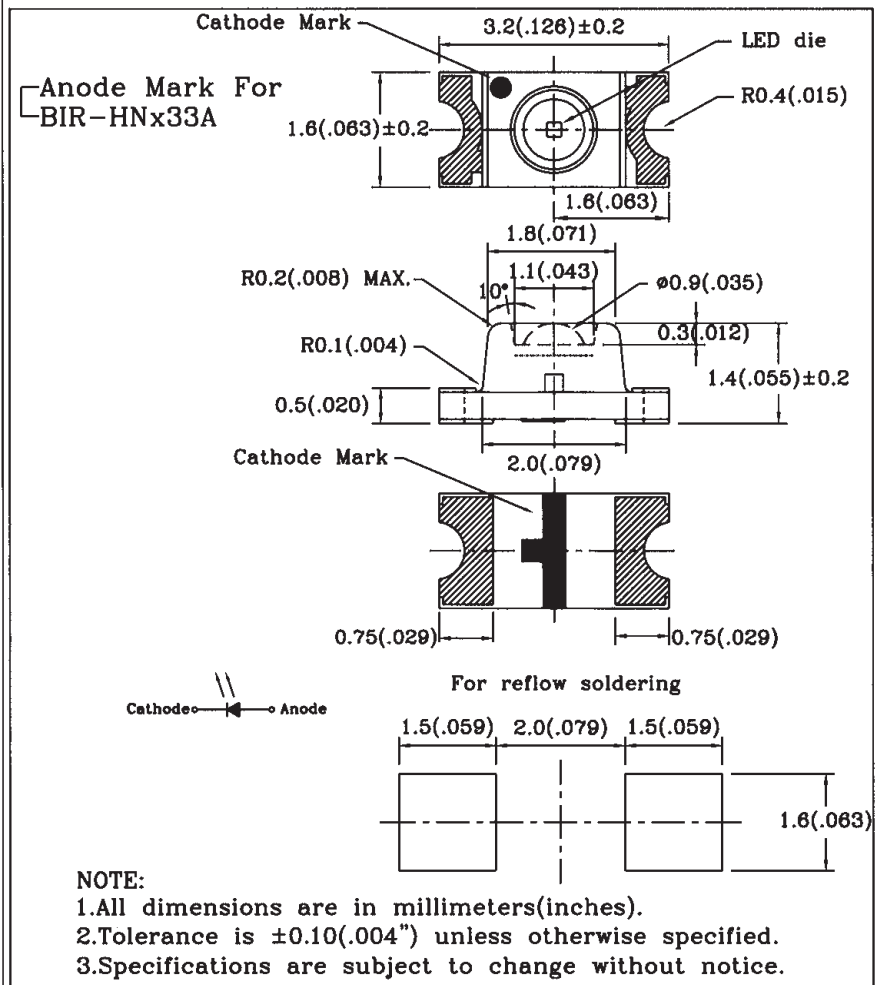 Cathode Mark
3.2(.126)±0.2
LED die
Anode Mark For
BIR-HNx33A
R0.4(.015)
1.6(.063)±0.2
1.6(.063)
1.8(.071)
R0.2(.008) MAX.
1.1(.043)
10°
ø0.9(.035)
0.3(.012)
R0.1(.004)
1.4(.055)±0.2
0.5(.020)
2.0(.079)
Cathode Mark
0.75(.029)
0.75(.029)
For reflow soldering
Cathode
Anode
1.5(.059)
2.0(.079)
1.5(.059)
1.6(.063)
NOTE:
1.All dimensions are in millimeters(inches).
2.Tolerance is ±0.10(.004") unless otherwise specified.
3.Specifications are subject to change without notice.